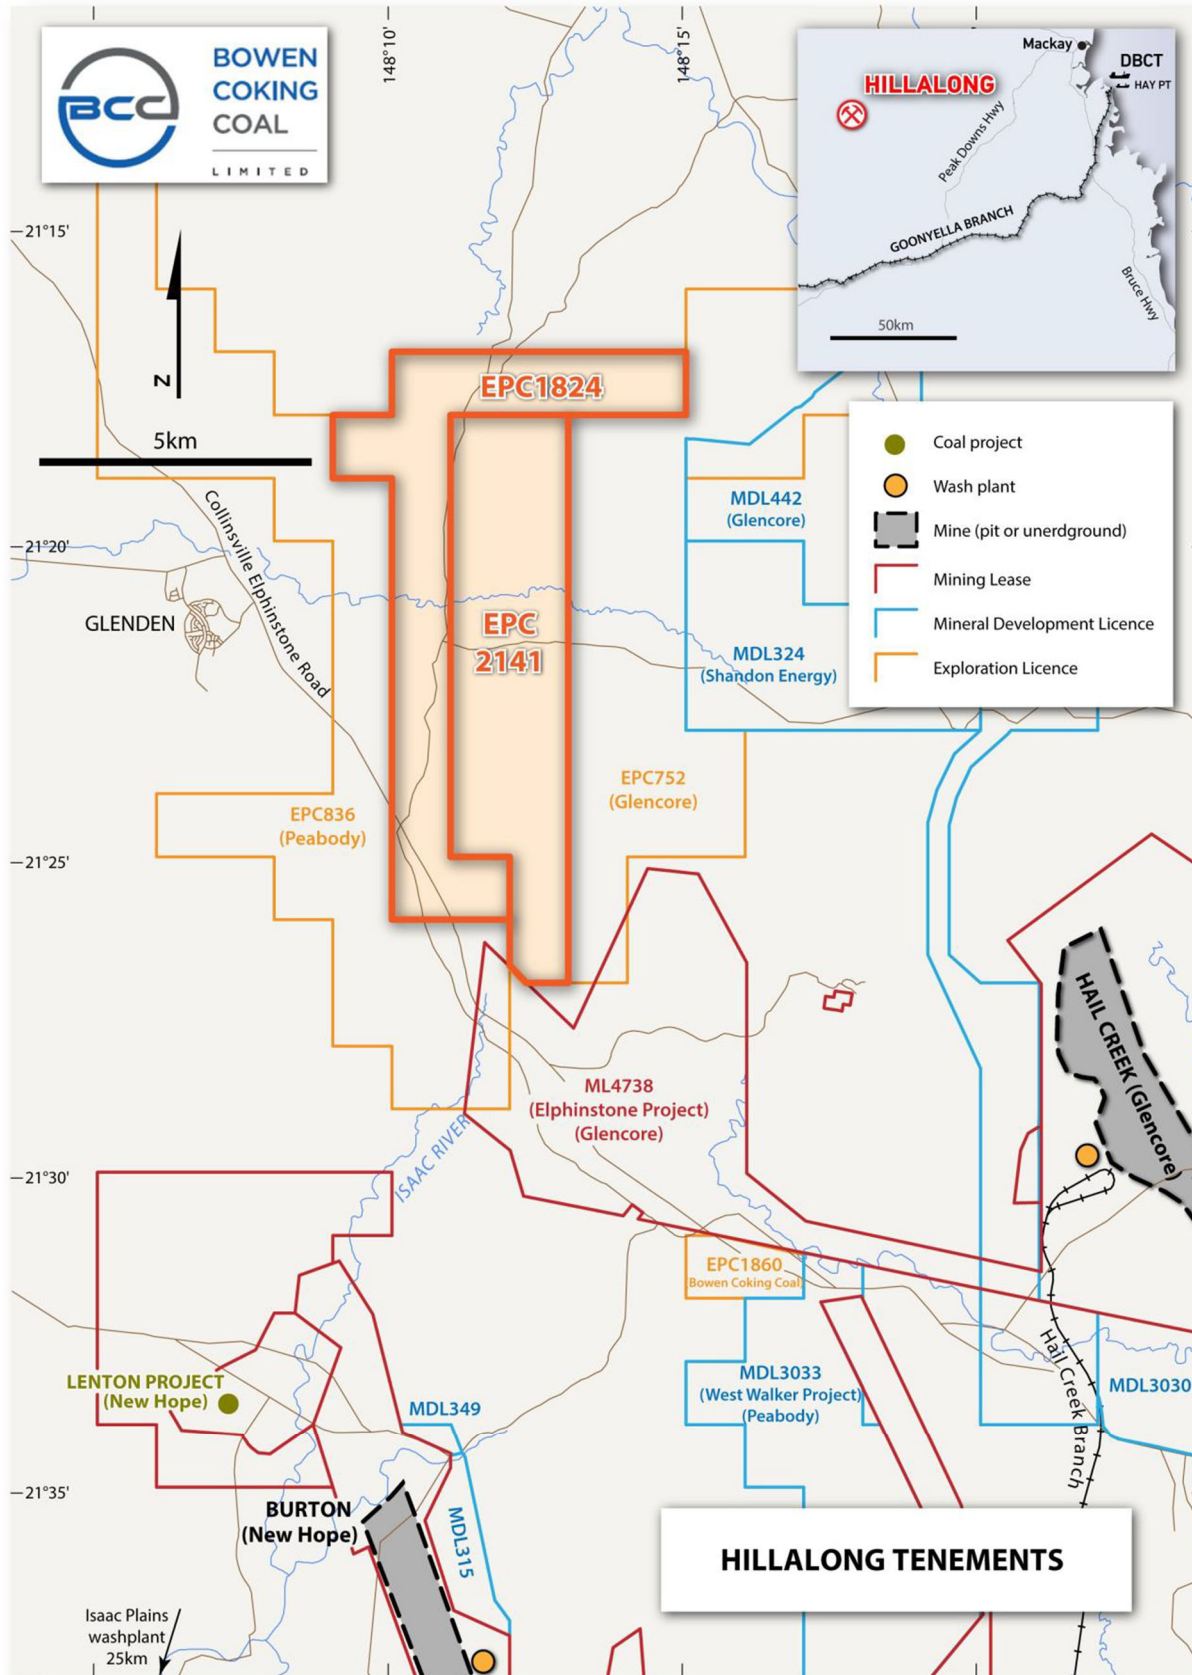 BCC
BOWEN
COKING
COAL
LIMITED
148°10'
148°15'
Mackay
DBCT
HAY PT
HILLALONG
Peak Downs Hwy
GOONYELLA BRANCH
Bruce Hwy
50km
21°15'
N
5km
EPC1824
Coal project
Wash plant
Mine (pit or unerdground)
Mining Lease
Mineral Development Licence
Exploration Licence
MDL442
(Glencore)
21°20'
Collinsville Elphinstone Road
GLENDEN
EPC
2141
MDL324
(Shandon Energy)
EPC752
(Glencore)
EPC836
(Peabody)
21°25'
HAIL CREEK (Glencore)
ML4738
(Elphinstone Project)
(Glencore)
ISAAC RIVER
21°30'
EPC1860
Bowen Coking Coal)
LENTON PROJECT
(New Hope)
MDL349
MDL3033
(West Walker Project)
(Peabody)
Hail Creek Branch
MDL3030
21°35'
BURTON
(New Hope)
MDL315
HILLALONG TENEMENTS
Isaac Plains
washplant
25km